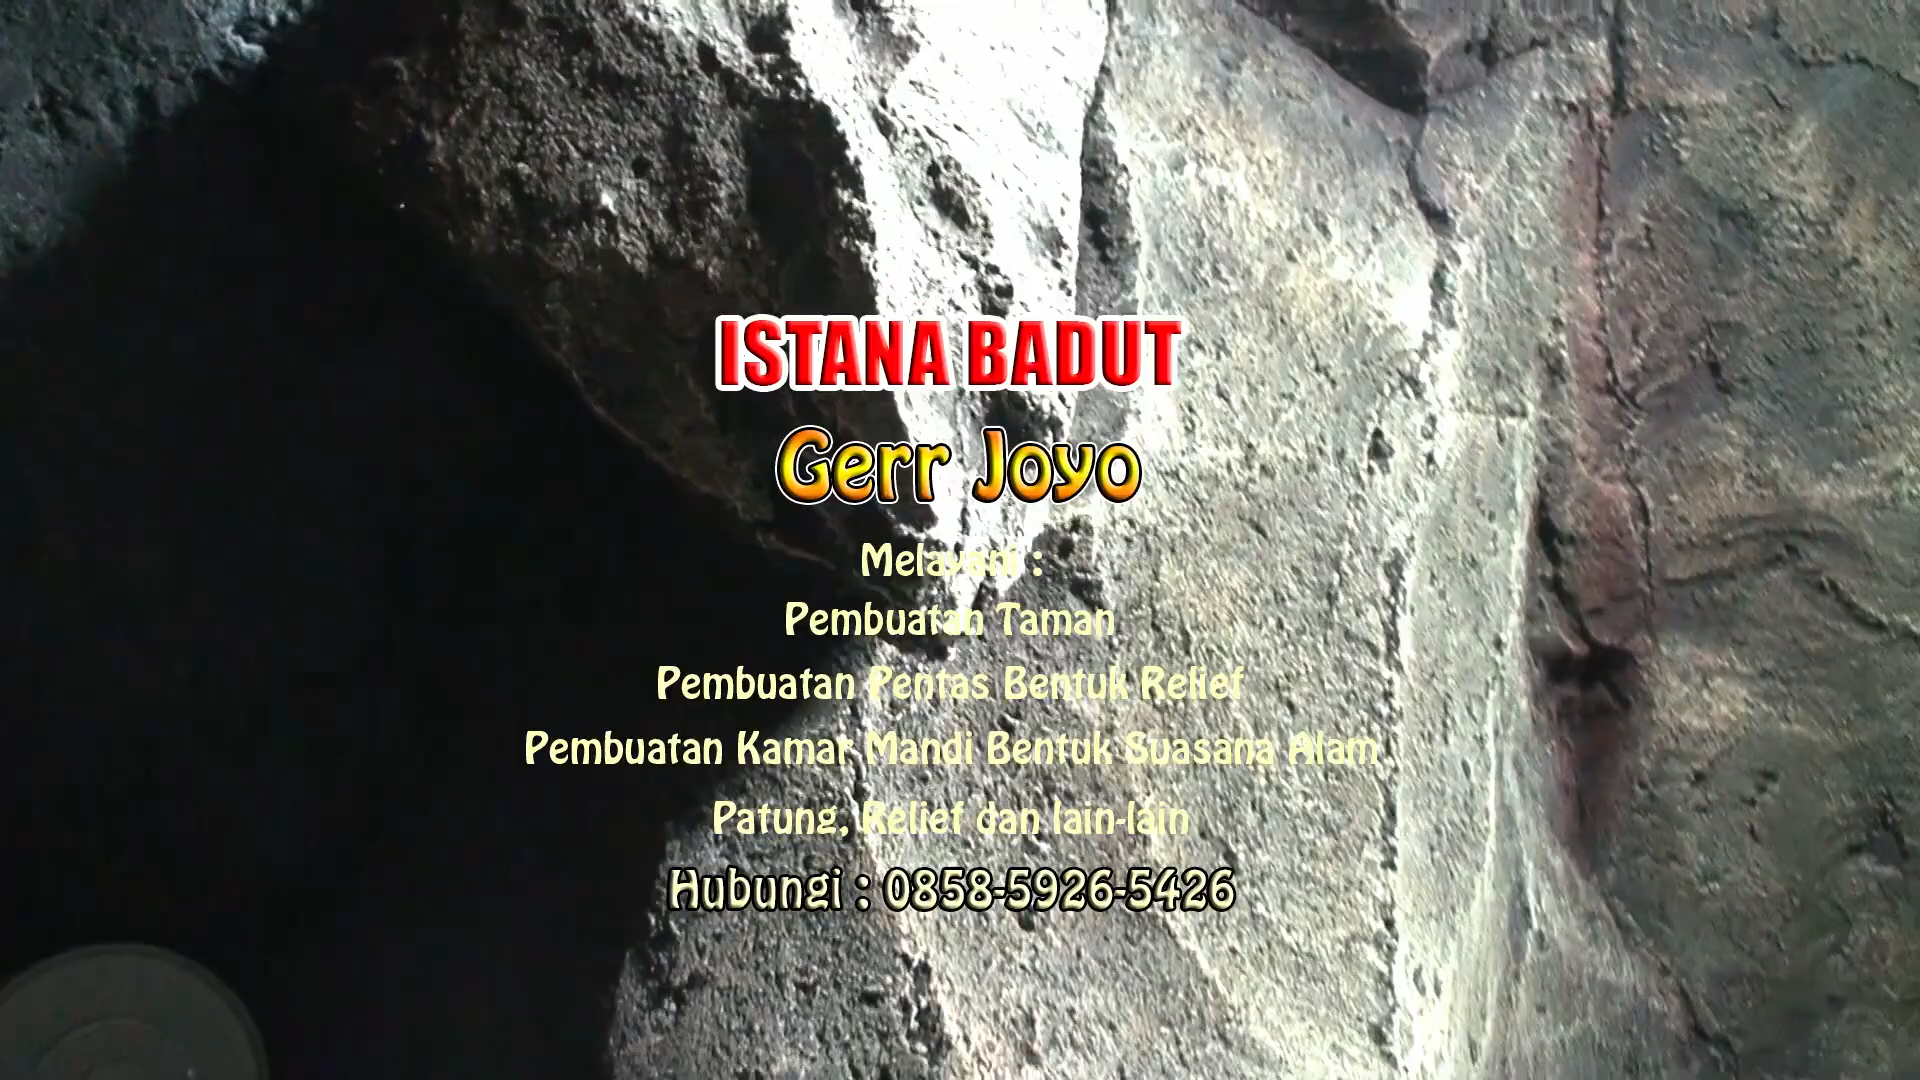 ISTANA BADUT
Gerr Joyo
Melayani :
Pembuatan Taman
Pembuatan Pentas Bentuk Relief
Pembuatan Kamar Mandi Bentuk Suasana Alam
Patung, Relief dan lain-lain
Hubungi : 0858-5926-5426